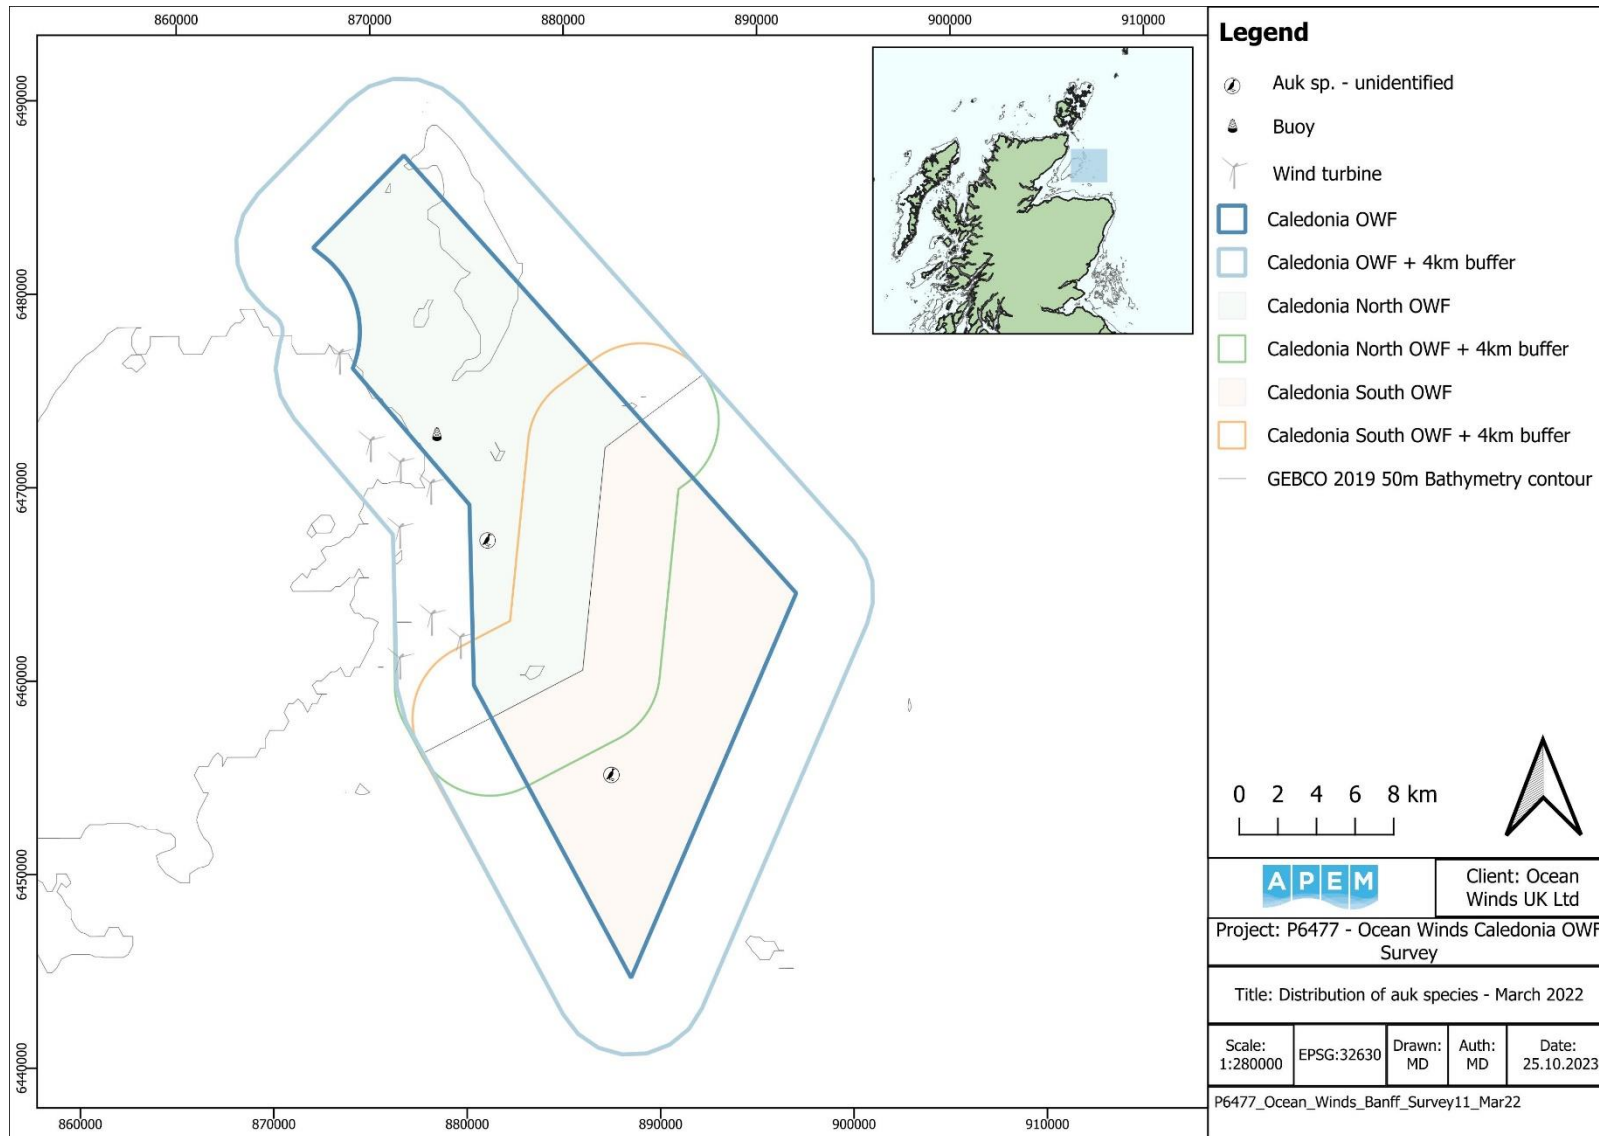 860000
870000
880000
890000
900000
910000
6490000
6480000
6470000
6460000
6450000
6440000
860000
870000
880000
890000
900000
910000
Legend
Auk sp. - unidentified
Buoy
Wind turbine
Caledonia OWF
Caledonia OWF + 4km buffer
Caledonia North OWF
Caledonia North OWF + 4km buffer
Caledonia South OWF
Caledonia South OWF + 4km buffer
GEBCO 2019 50m Bathymetry contour
0 2 4 6 8 km
APEM
Client: Ocean
Winds UK Ltd
Project: P6477 - Ocean Winds Caledonia OWF
Survey
Title: Distribution of auk species - March 2022
Scale:
1:280000
EPSG:32630
Drawn:
MD
Auth:
MD
Date:
25.10.2023
P6477_Ocean_Winds_Banff_Survey11_Mar22